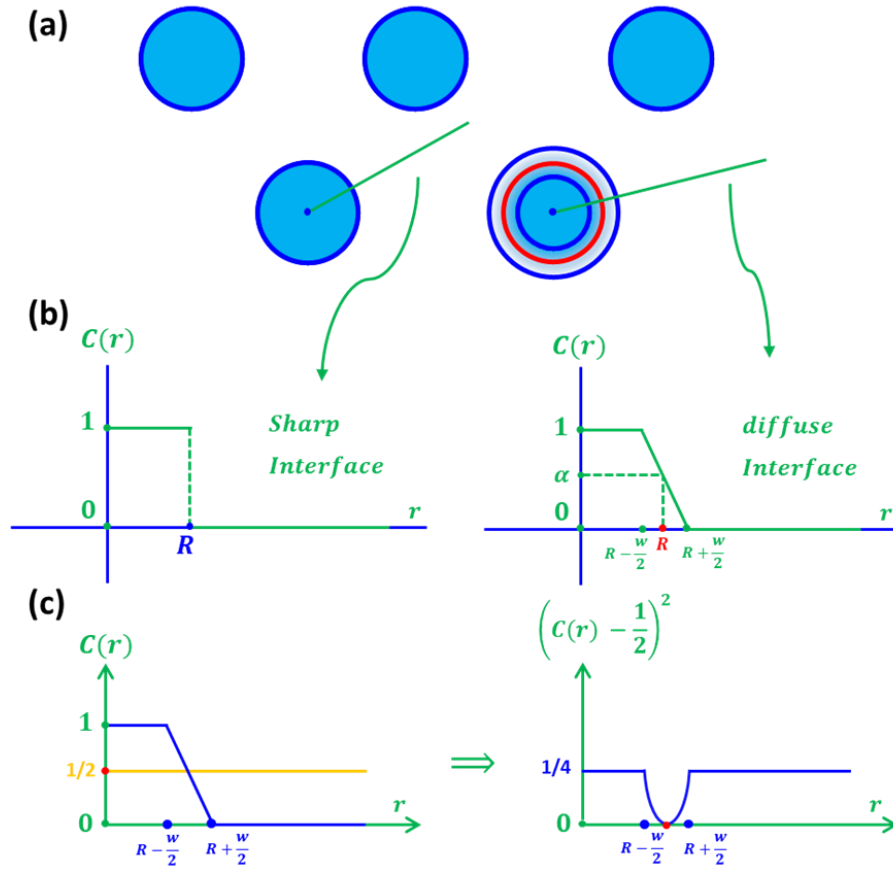 (a)
(b)
C(r)
1
0
R
r
Sharp
Interface
C(r)
1
α
0
R − w/2
R
R + w/2
r
diffuse
Interface
(c)
C(r)
1
1/2
0
R − w/2
R + w/2
r
⇒
(C(r) − 1/2)²
1/4
0
R − w/2
R + w/2
r